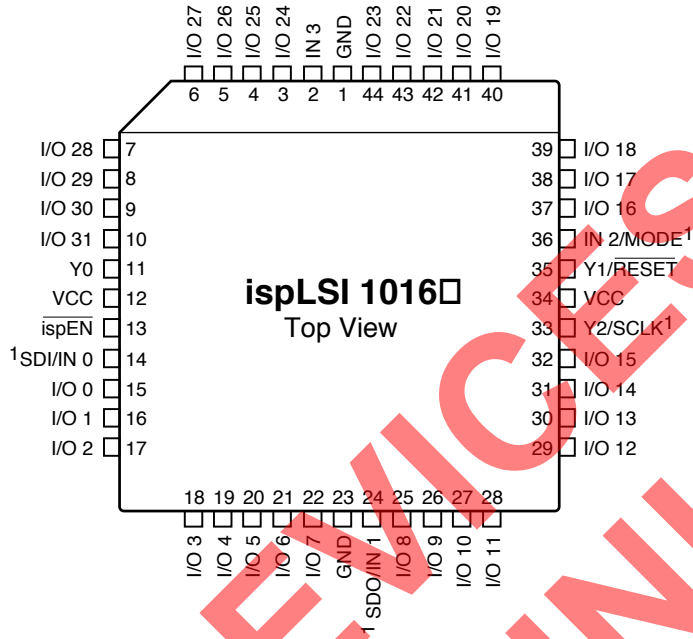 I/O 27 I/O 26 I/O 25 I/O 24 IN 3 GND I/O 23 I/O 22 I/O 21 I/O 20 I/O 19
6 5 4 3 2 1 44 43 42 41 40
I/O 28 7 39 I/O 18
I/O 29 8 38 I/O 17
I/O 30 9 37 I/O 16
I/O 31 10 36 IN 2/MODE¹
Y0 11 35 Y1/RESET
VCC 12 34 VCC
ispEN 13 33 Y2/SCLK¹
¹SDI/IN 0 14 32 I/O 15
I/O 0 15 31 I/O 14
I/O 1 16 30 I/O 13
I/O 2 17 29 I/O 12
ispLSI 1016□
Top View
18 19 20 21 22 23 24 25 26 27 28
I/O 3 I/O 4 I/O 5 I/O 6 I/O 7 GND ¹ SDO/IN 1 I/O 8 I/O 9 I/O 10 I/O 11